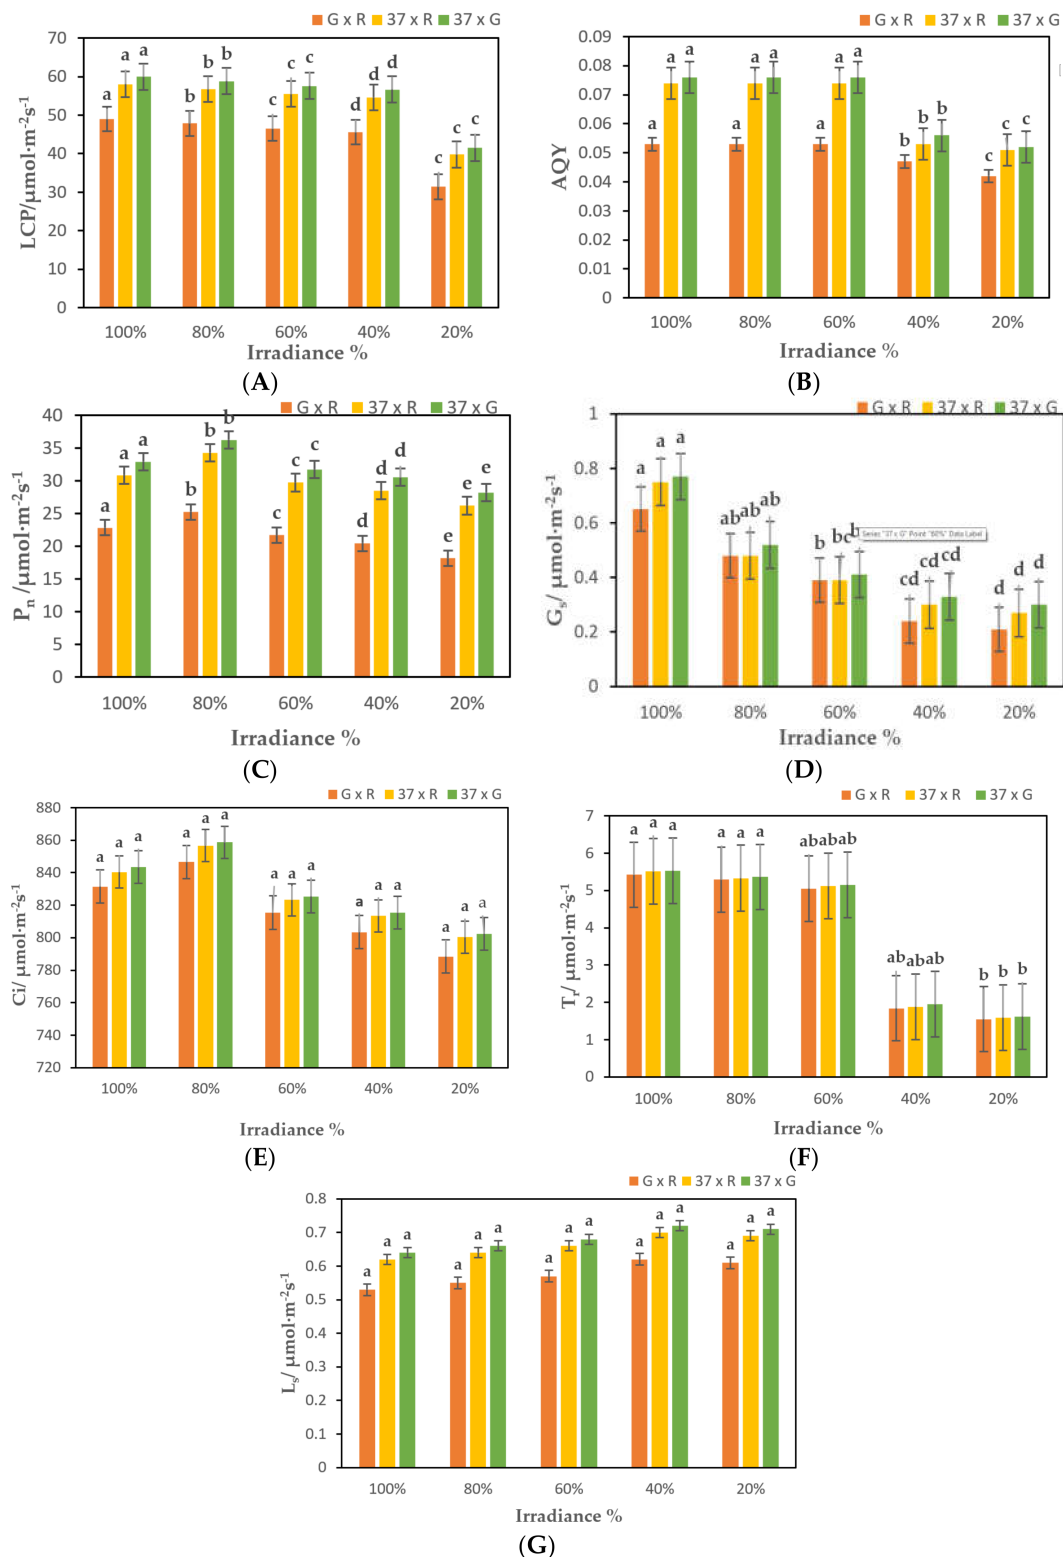 G x R 37 x R 37 x G
LCP/μmol·m-2s-1
70
60
50
40
30
20
10
0
a a a
b b b
c c c
d d d
c c c
100% 80% 60% 40% 20%
Irradiance %
(A)
G x R 37 x R 37 x G
AQY
0.09
0.08
0.07
0.06
0.05
0.04
0.03
0.02
0.01
0
a a a
a a a
a a a
b b b
c c c
100% 80% 60% 40% 20%
Irradiance %
(B)
G x R 37 x R 37 x G
Pn /μmol·m-2s-1
40
35
30
25
20
15
10
5
0
a a a
b b b
c c c
d d d
e e e
100% 80% 60% 40% 20%
Irradiance %
(C)
G x R 37 x R 37 x G
Gs/ μmol·m-2s-1
1
0.8
0.6
0.4
0.2
0
a a a
ab ab ab
b bc b
Series "37 x G" Point "60%" Data Label
cd cd cd
d d d
100% 80% 60% 40% 20%
Irradiance %
(D)
G x R 37 x R 37 x G
Ci/ μmol·m-2s-1
880
860
840
820
800
780
760
740
720
a a a
a a a
a a a
a a a
a a a
100% 80% 60% 40% 20%
Irradiance %
(E)
G x R 37 x R 37 x G
Tr/ μmol·m-2s-1
7
6
5
4
3
2
1
0
a a a
a a a
ab ab ab
ab ab ab
b b b
100% 80% 60% 40% 20%
Irradiance %
(F)
G x R 37 x R 37 x G
Ls/ μmol·m-2s-1
0.8
0.7
0.6
0.5
0.4
0.3
0.2
0.1
0
a a a
a a a
a a a
a a a
a a a
100% 80% 60% 40% 20%
Irradiance %
(G)